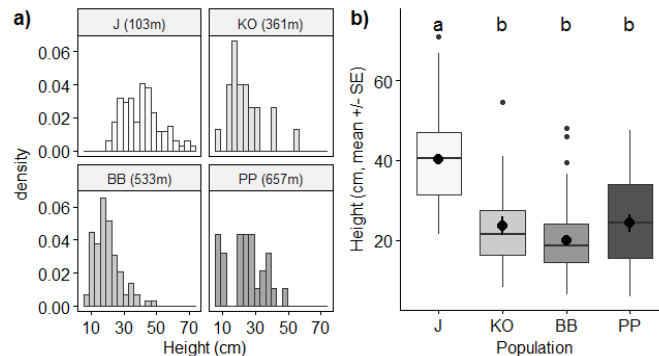 a)
J (103m)
KO (361m)
0.06
0.04
0.02
0.00
BB (533m)
PP (657m)
0.06
0.04
0.02
0.00
density
10 30 50 70
10 30 50 70
Height (cm)
b)
a b b b
60
40
20
Height (cm, mean +/- SE)
J KO BB PP
Population